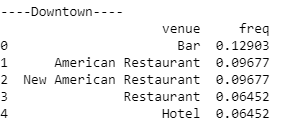 ----Downtown----
venue freq
0 Bar 0.12903
1 American Restaurant 0.09677
2 New American Restaurant 0.09677
3 Restaurant 0.06452
4 Hotel 0.06452